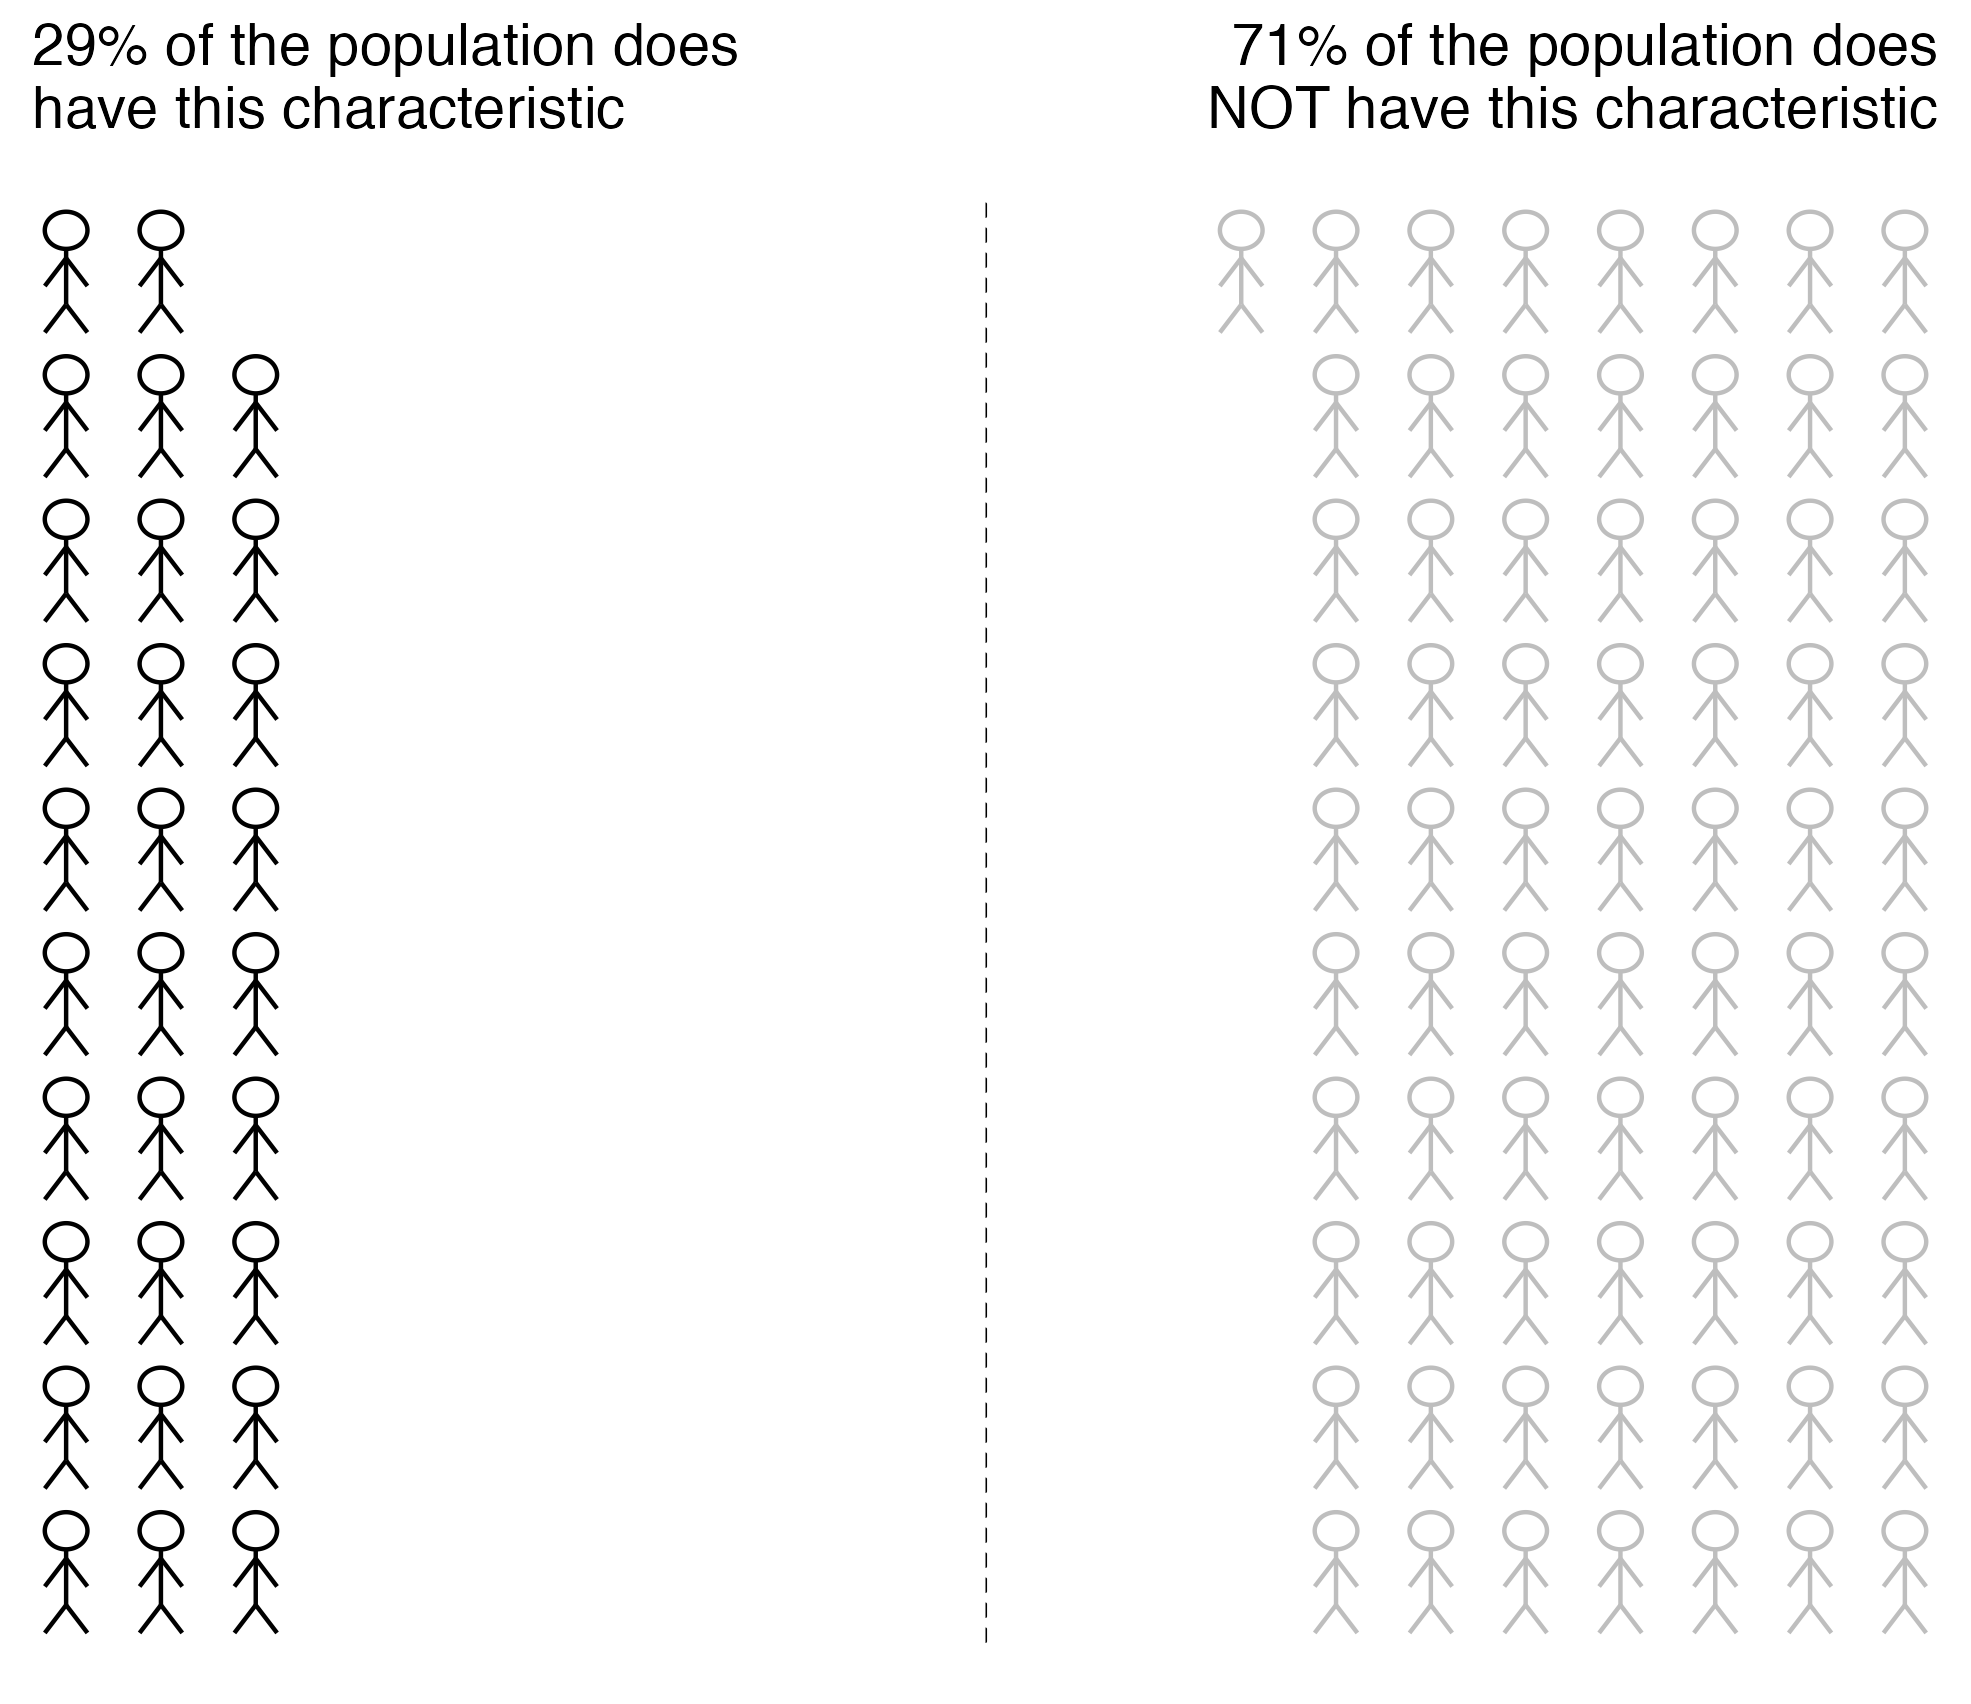 29% of the population does
have this characteristic
71% of the population does
NOT have this characteristic